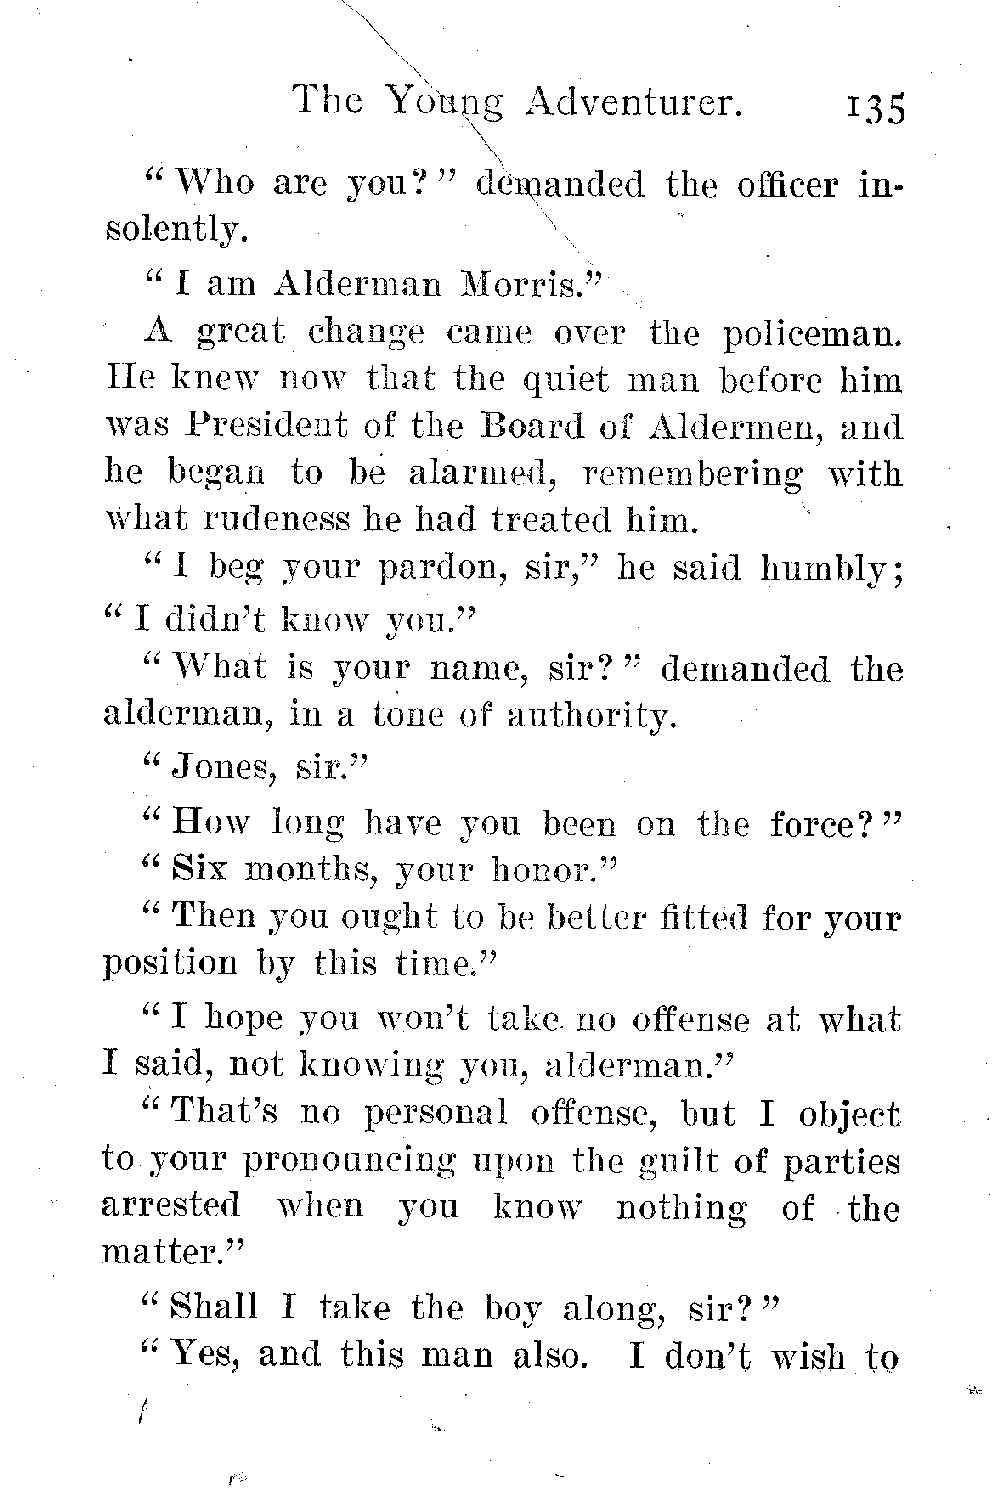 The Young Adventurer. 135
" Who are you? " demanded the officer in-
solently.
" I am Alderman Morris."
A great change came over the policeman.
He knew now that the quiet man before him
was President of the Board of Aldermen, and
he began to be alarmed, remembering with
what rudeness he had treated him.
" I beg your pardon, sir," he said humbly;
" I didn't know you."
" What is your name, sir? " demanded the
alderman, in a tone of authority.
" Jones, sir."
" How long have you been on the force? "
" Six months, your honor."
" Then you ought to be better fitted for your
position by this time."
" I hope you won't take no offense at what
I said, not knowing you, alderman."
" That's no personal offense, but I object
to your pronouncing upon the guilt of parties
arrested when you know nothing of the
matter."
" Shall I take the boy along, sir? "
" Yes, and this man also. I don't wish to